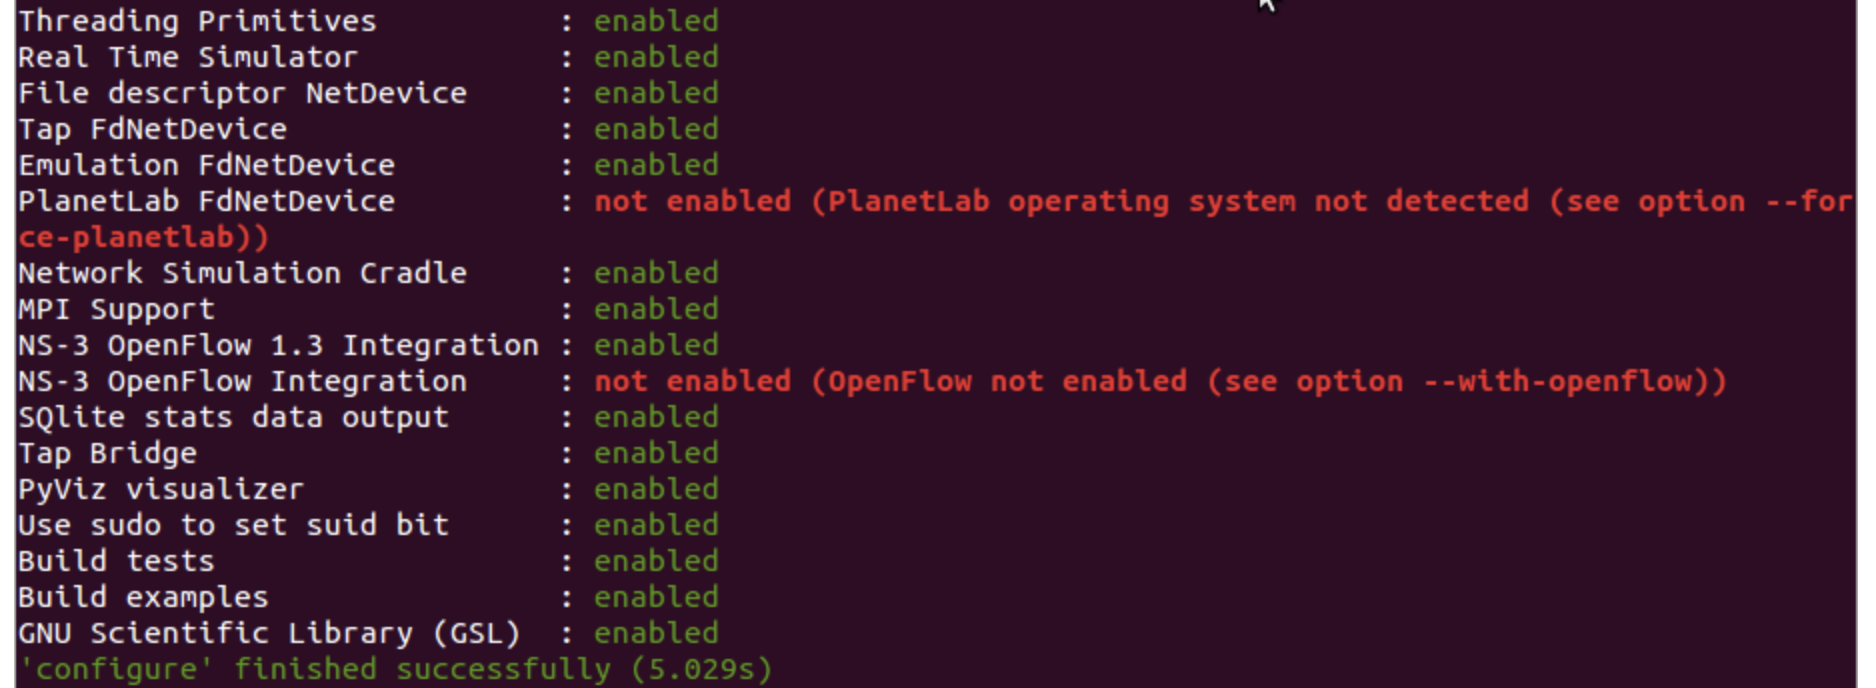 Threading Primitives          : enabled
Real Time Simulator           : enabled
File descriptor NetDevice     : enabled
Tap FdNetDevice               : enabled
Emulation FdNetDevice         : enabled
PlanetLab FdNetDevice         : not enabled (PlanetLab operating system not detected (see option --for
ce-planetlab))
Network Simulation Cradle     : enabled
MPI Support                   : enabled
NS-3 OpenFlow 1.3 Integration : enabled
NS-3 OpenFlow Integration     : not enabled (OpenFlow not enabled (see option --with-openflow))
SQlite stats data output      : enabled
Tap Bridge                    : enabled
PyViz visualizer              : enabled
Use sudo to set suid bit      : enabled
Build tests                   : enabled
Build examples                : enabled
GNU Scientific Library (GSL)  : enabled
'configure' finished successfully (5.029s)